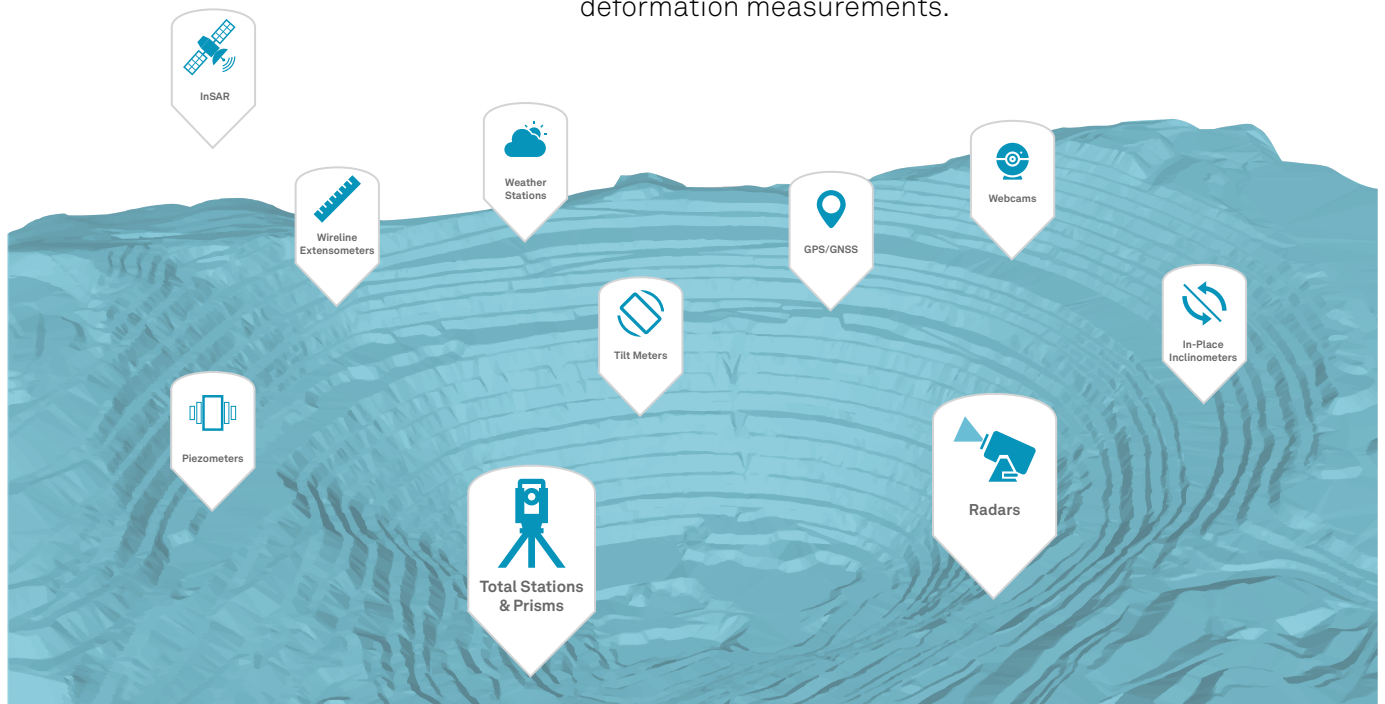 deformation measurements.
InSAR
Weather
Stations
Webcams
Wireline
Extensometers
GPS/GNSS
Tilt Meters
In-Place
Inclinometers
Piezometers
Radars
Total Stations
& Prisms